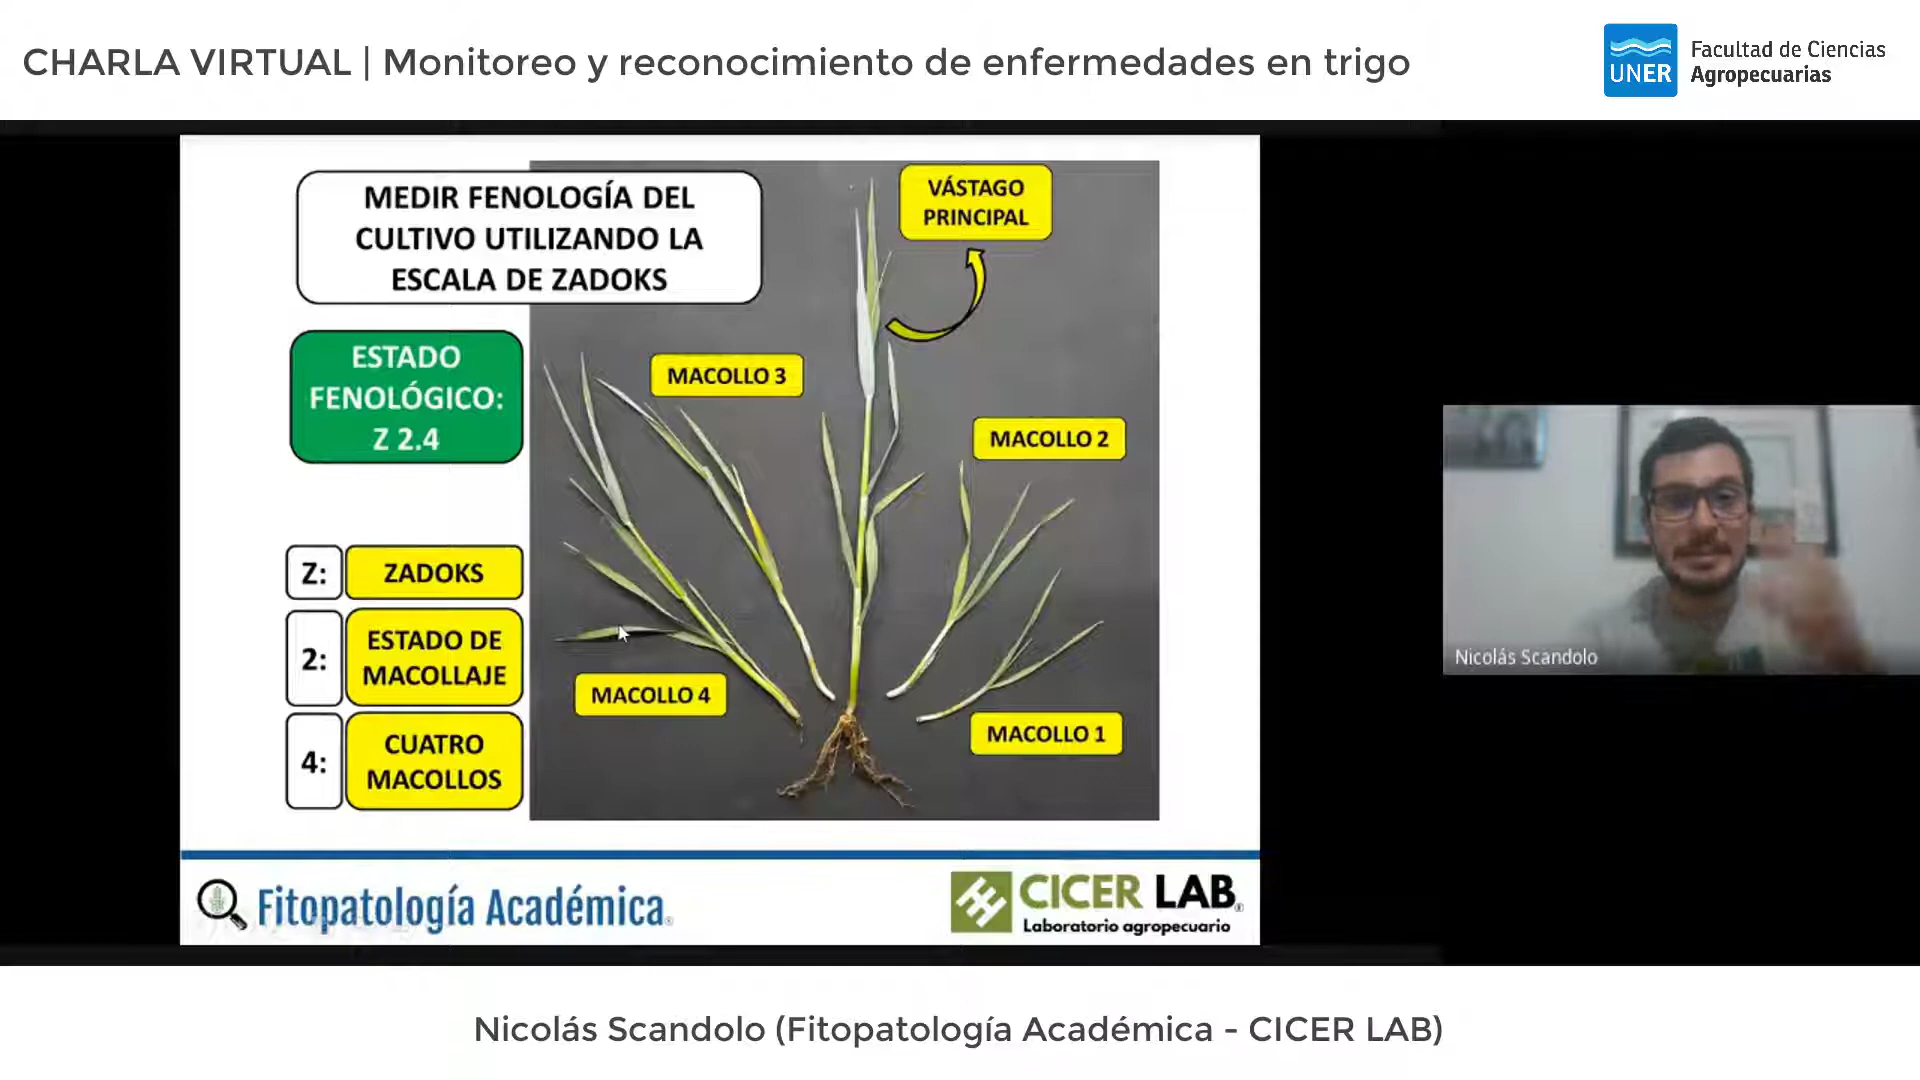 CHARLA VIRTUAL | Monitoreo y reconocimiento de enfermedades en trigo
UNER
Facultad de Ciencias
Agropecuarias
MEDIR FENOLOGÍA DEL
CULTIVO UTILIZANDO LA
ESCALA DE ZADOKS
VÁSTAGO
PRINCIPAL
ESTADO
FENOLÓGICO:
Z 2.4
MACOLLO 3
MACOLLO 2
Z:
ZADOKS
2:
ESTADO DE
MACOLLAJE
4:
CUATRO
MACOLLOS
MACOLLO 4
MACOLLO 1
Nicolás Scandolo
Fitopatología Académica®
CICER LAB®
Laboratorio agropecuario
Nicolás Scandolo (Fitopatología Académica - CICER LAB)